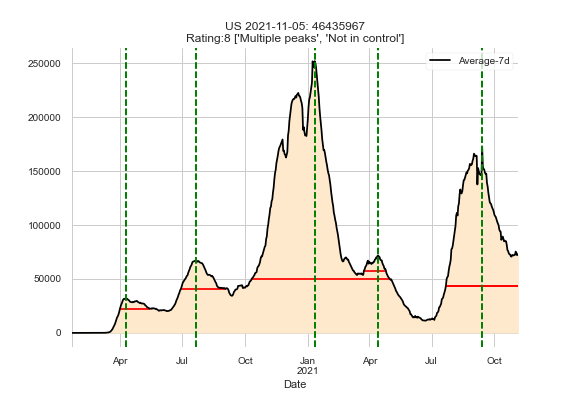 US 2021-11-05: 46435967
Rating:8 ['Multiple peaks', 'Not in control']
Average-7d
250000
200000
150000
100000
50000
0
Apr
Jul
Oct
Jan
2021
Apr
Jul
Oct
Date